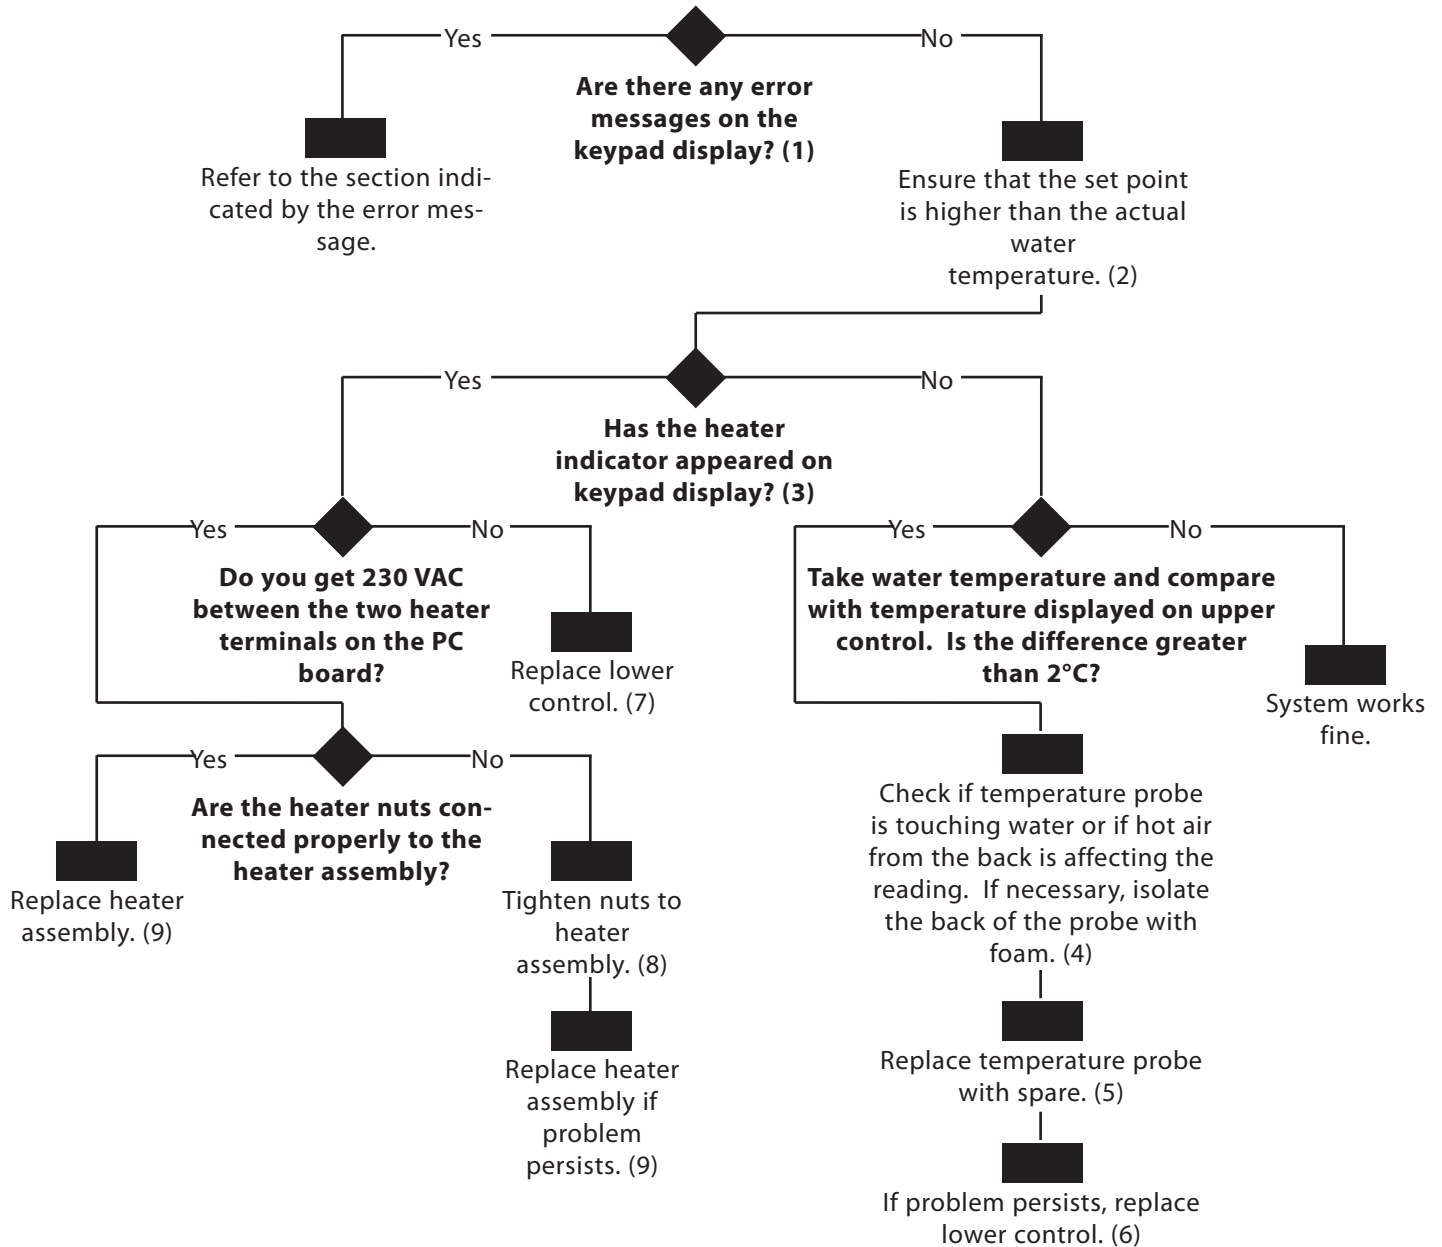 Yes
No
Are there any error
messages on the
keypad display? (1)
Refer to the section indi-
cated by the error mes-
sage.
Ensure that the set point
is higher than the actual
water
temperature. (2)
Yes
No
Has the heater
indicator appeared on
keypad display? (3)
Yes
No
Do you get 230 VAC
between the two heater
terminals on the PC
board?
Replace lower
control. (7)
Yes
No
Take water temperature and compare
with temperature displayed on upper
control.  Is the difference greater
than 2°C?
System works
fine.
Yes
No
Are the heater nuts con-
nected properly to the
heater assembly?
Replace heater
assembly. (9)
Tighten nuts to
heater
assembly. (8)
Replace heater
assembly if
problem
persists. (9)
Check if temperature probe
is touching water or if hot air
from the back is affecting the
reading.  If necessary, isolate
the back of the probe with
foam. (4)
Replace temperature probe
with spare. (5)
If problem persists, replace
lower control. (6)